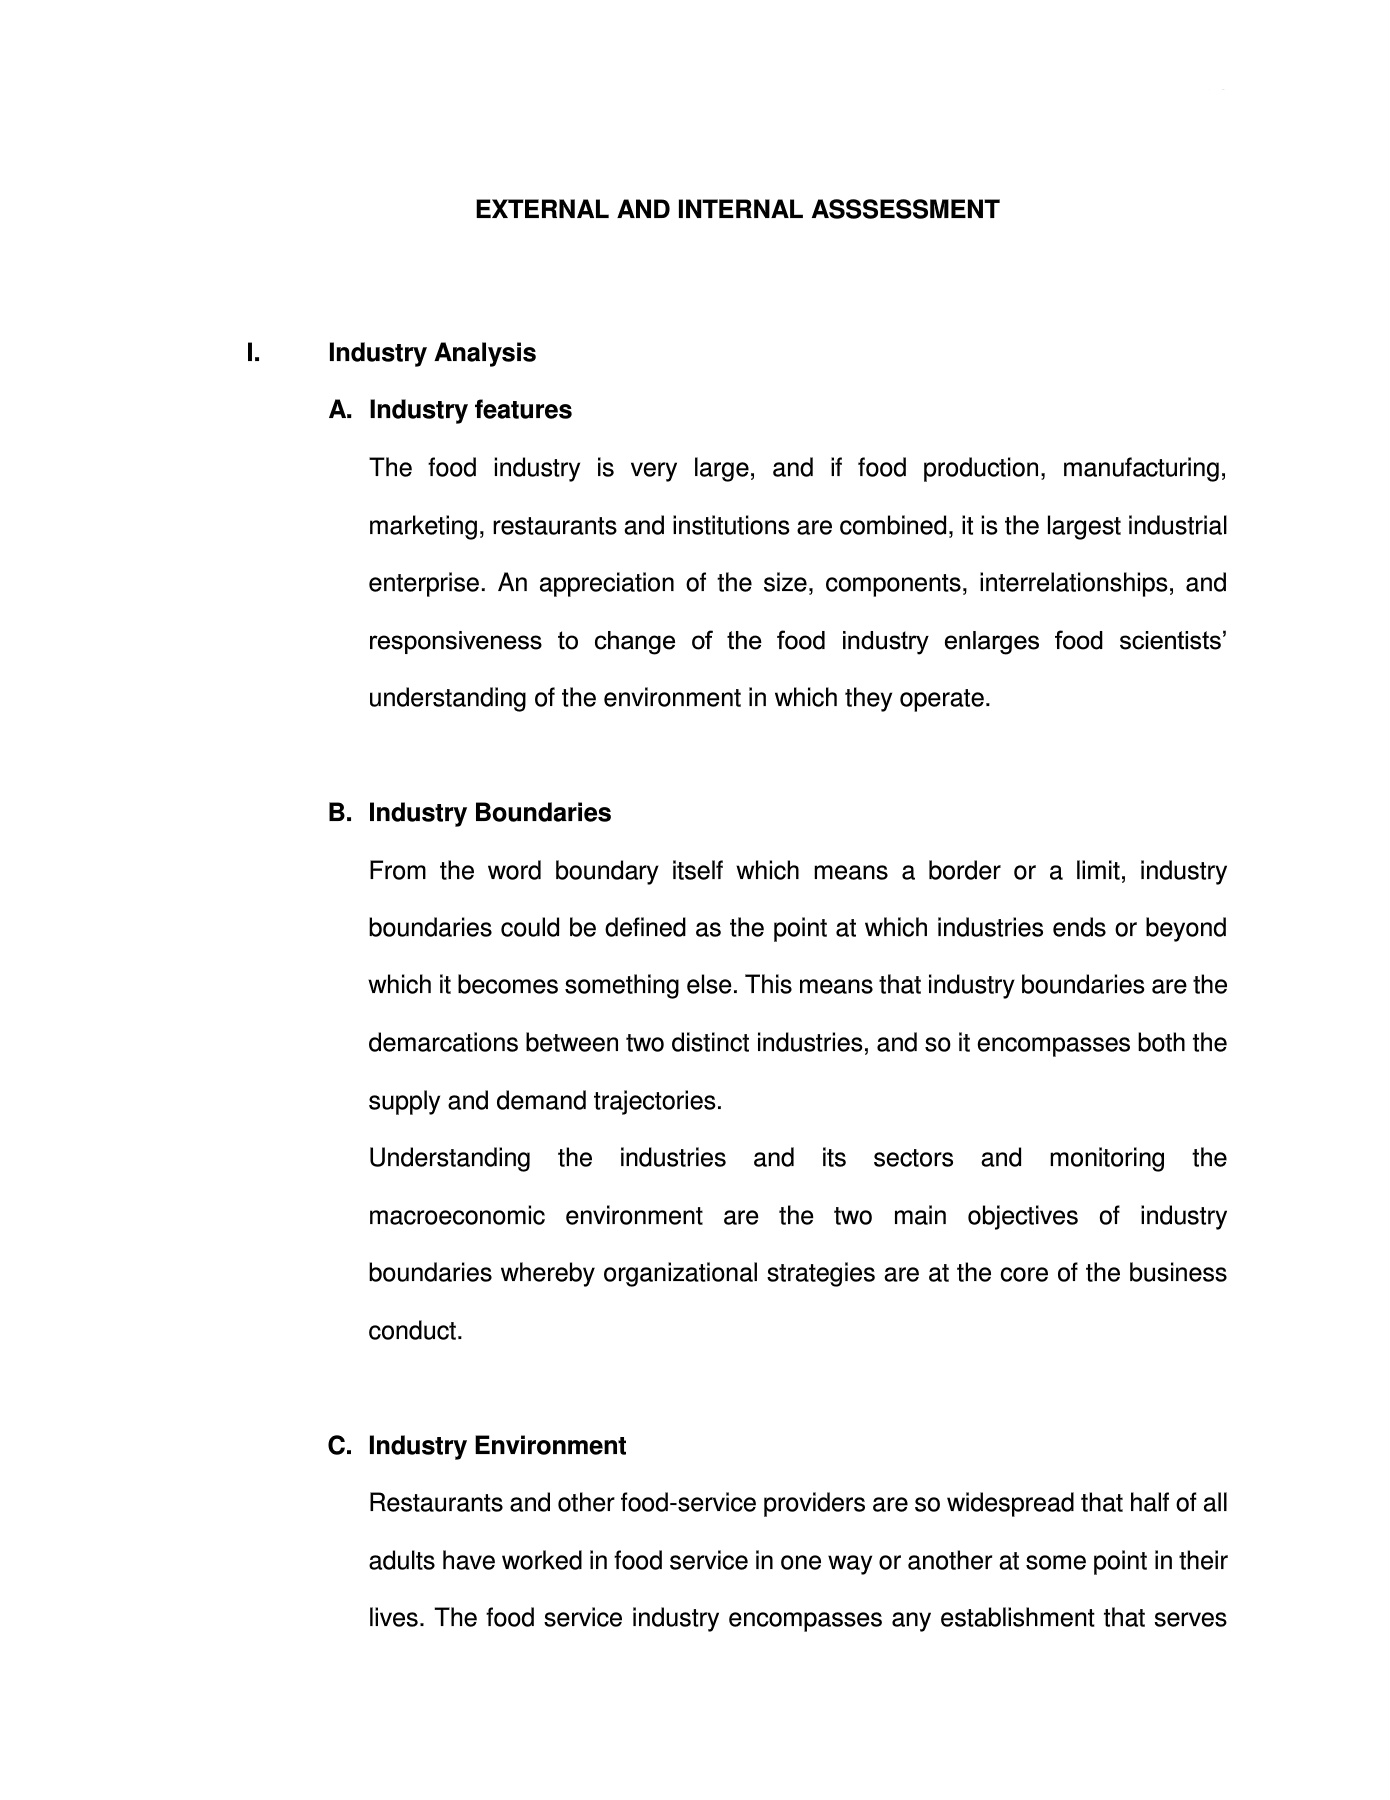 EXTERNAL AND INTERNAL ASSSESSMENT
I. Industry Analysis
A. Industry features
The food industry is very large, and if food production, manufacturing,
marketing, restaurants and institutions are combined, it is the largest industrial
enterprise. An appreciation of the size, components, interrelationships, and
responsiveness to change of the food industry enlarges food scientists’
understanding of the environment in which they operate.
B. Industry Boundaries
From the word boundary itself which means a border or a limit, industry
boundaries could be defined as the point at which industries ends or beyond
which it becomes something else. This means that industry boundaries are the
demarcations between two distinct industries, and so it encompasses both the
supply and demand trajectories.
Understanding the industries and its sectors and monitoring the
macroeconomic environment are the two main objectives of industry
boundaries whereby organizational strategies are at the core of the business
conduct.
C. Industry Environment
Restaurants and other food-service providers are so widespread that half of all
adults have worked in food service in one way or another at some point in their
lives. The food service industry encompasses any establishment that serves